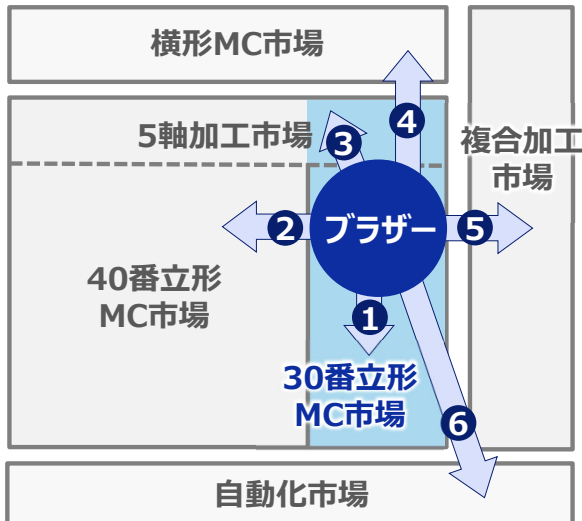 横形MC市場
5軸加工市場
3
4
複合加工
市場
2
ブラザー
5
40番立形
MC市場
1
30番立形
MC市場
6
自動化市場